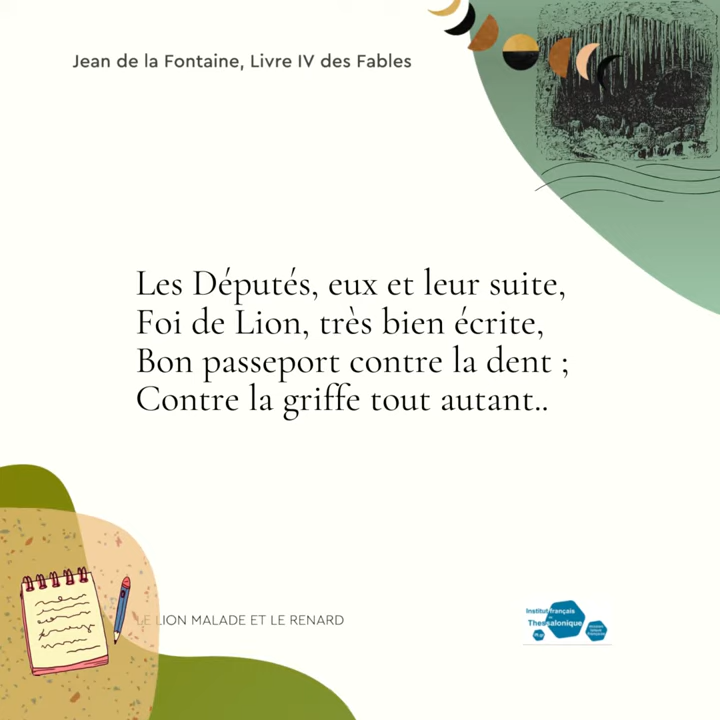 Jean de la Fontaine, Livre IV des Fables
Les Députés, eux et leur suite,
Foi de Lion, très bien écrite,
Bon passeport contre la dent ;
Contre la griffe tout autant..
LE LION MALADE ET LE RENARD
Institut français
Thessalonique